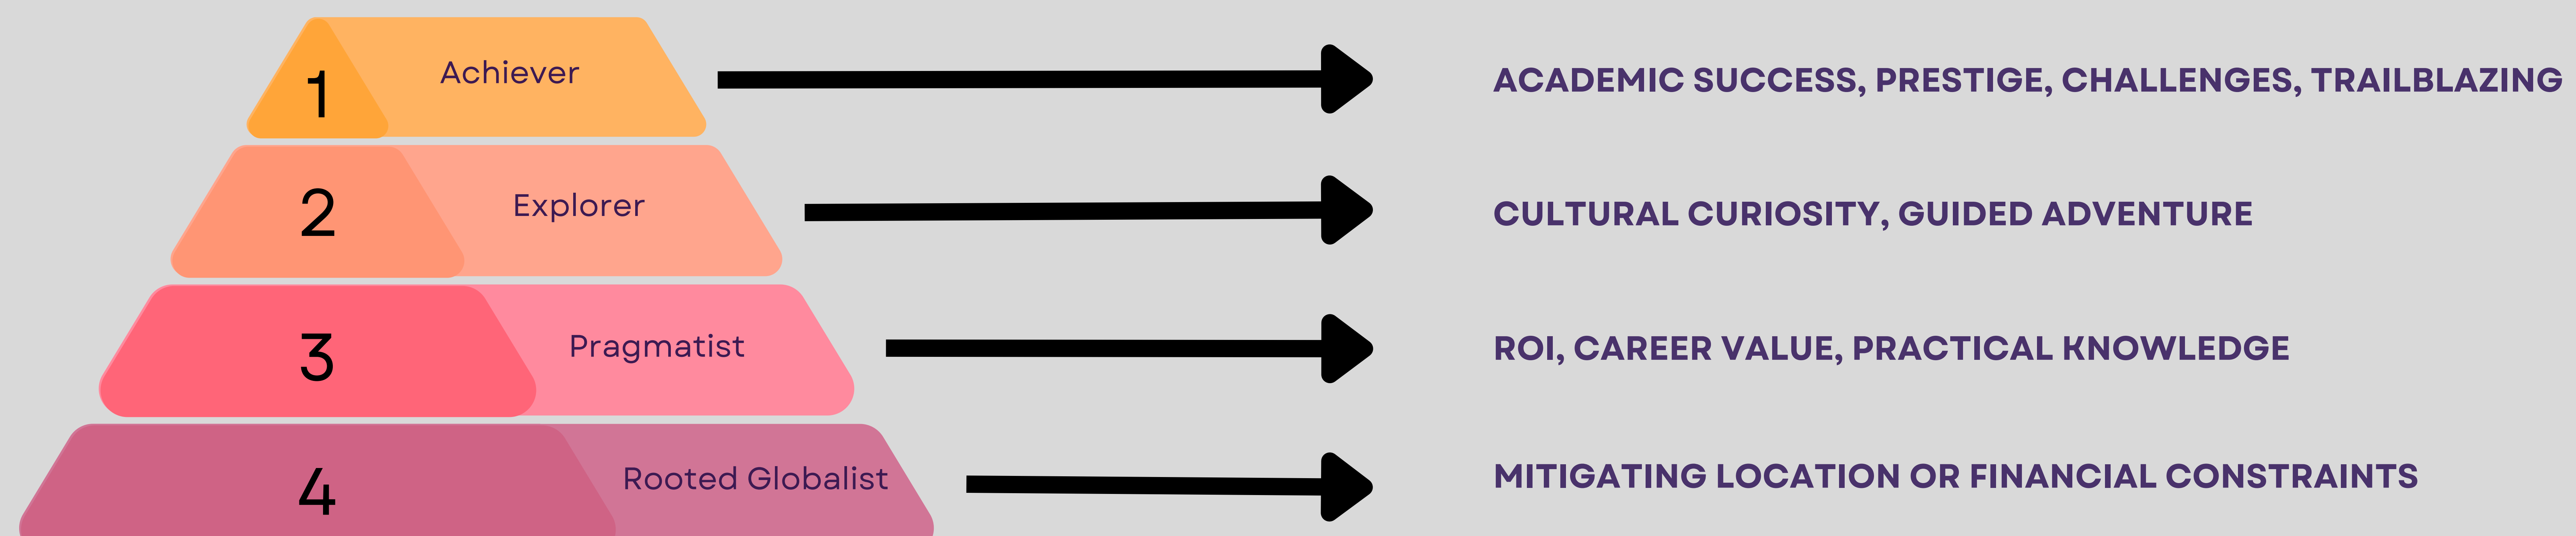 1 Achiever ACADEMIC SUCCESS, PRESTIGE, CHALLENGES, TRAILBLAZING
2 Explorer CULTURAL CURIOSITY, GUIDED ADVENTURE
3 Pragmatist ROI, CAREER VALUE, PRACTICAL KNOWLEDGE
4 Rooted Globalist MITIGATING LOCATION OR FINANCIAL CONSTRAINTS